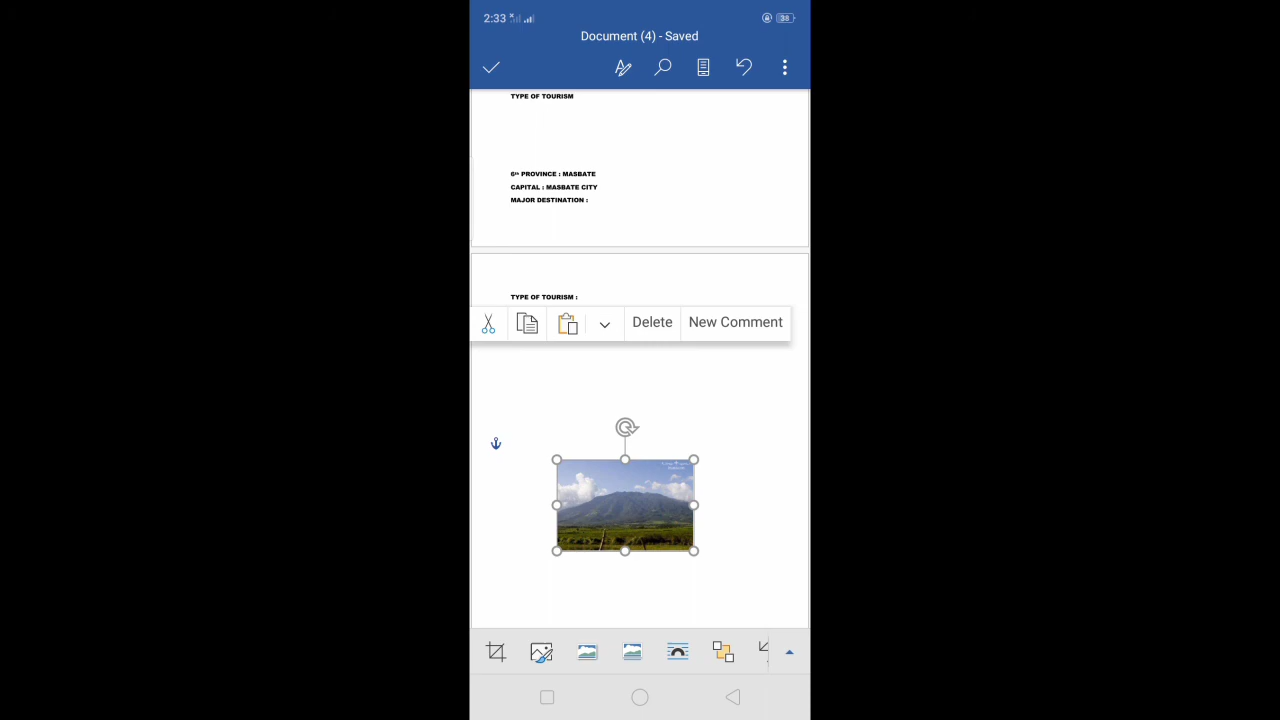 2:33
38
Document (4) - Saved
TYPE OF TOURISM
6th PROVINCE : MASBATE
CAPITAL : MASBATE CITY
MAJOR DESTINATION :
TYPE OF TOURISM :
Delete
New Comment